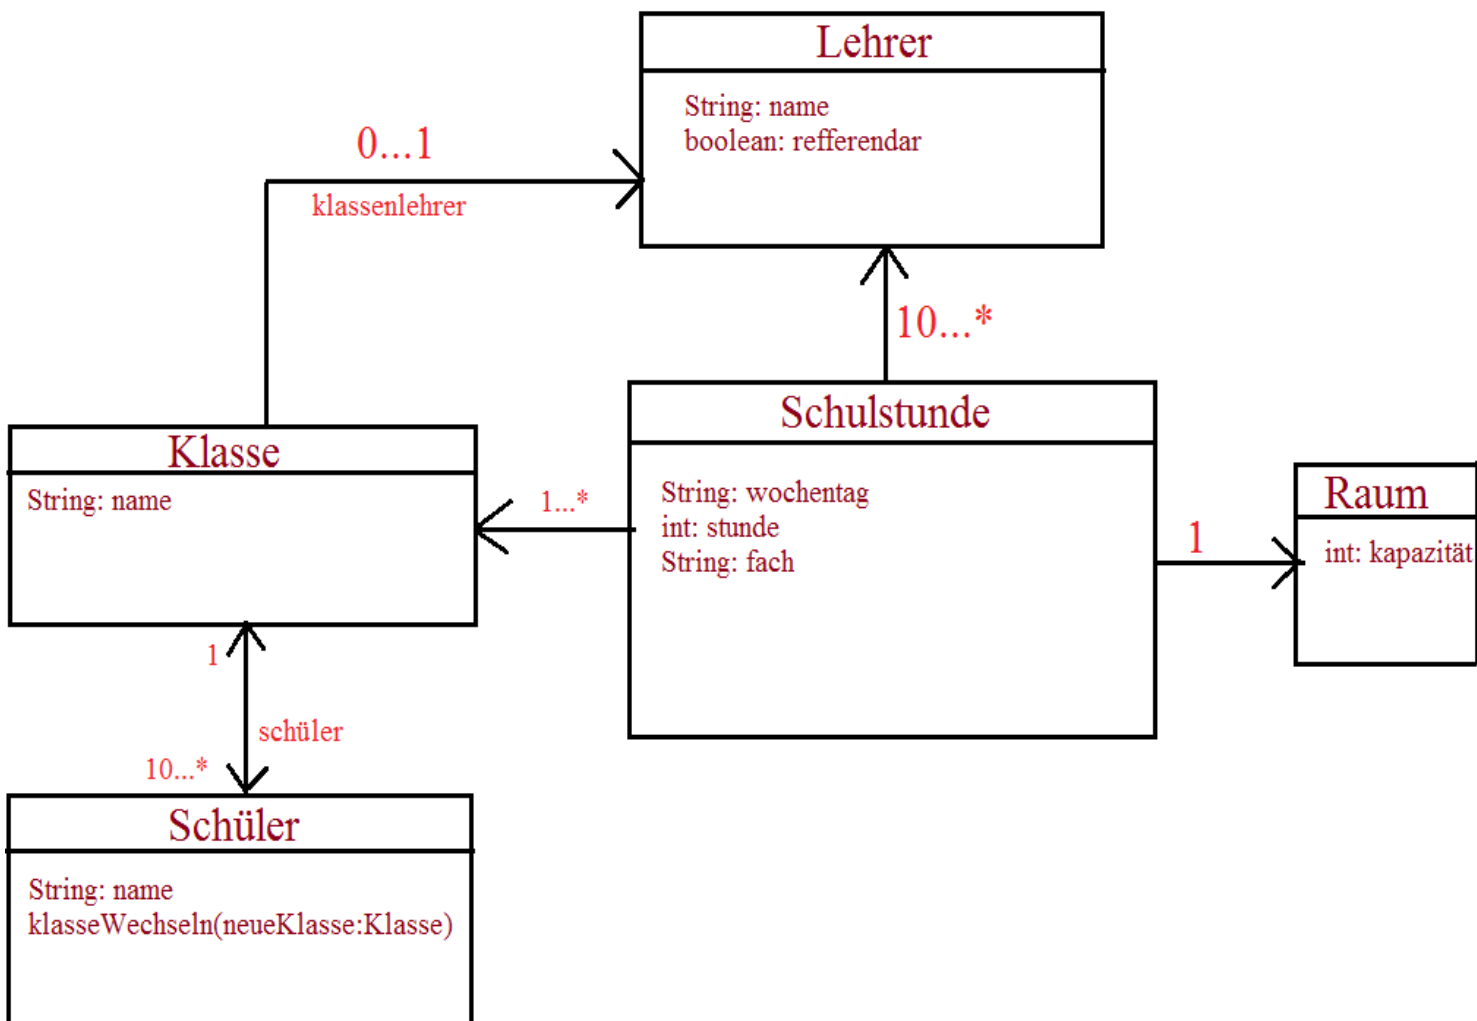 Lehrer
String: name
boolean: refferendar
0...1
klassenlehrer
10...*
Schulstunde
String: wochentag
int: stunde
String: fach
Klasse
String: name
1...*
Raum
int: kapazität
1
1
schüler
10...*
Schüler
String: name
klasseWechseln(neueKlasse:Klasse)